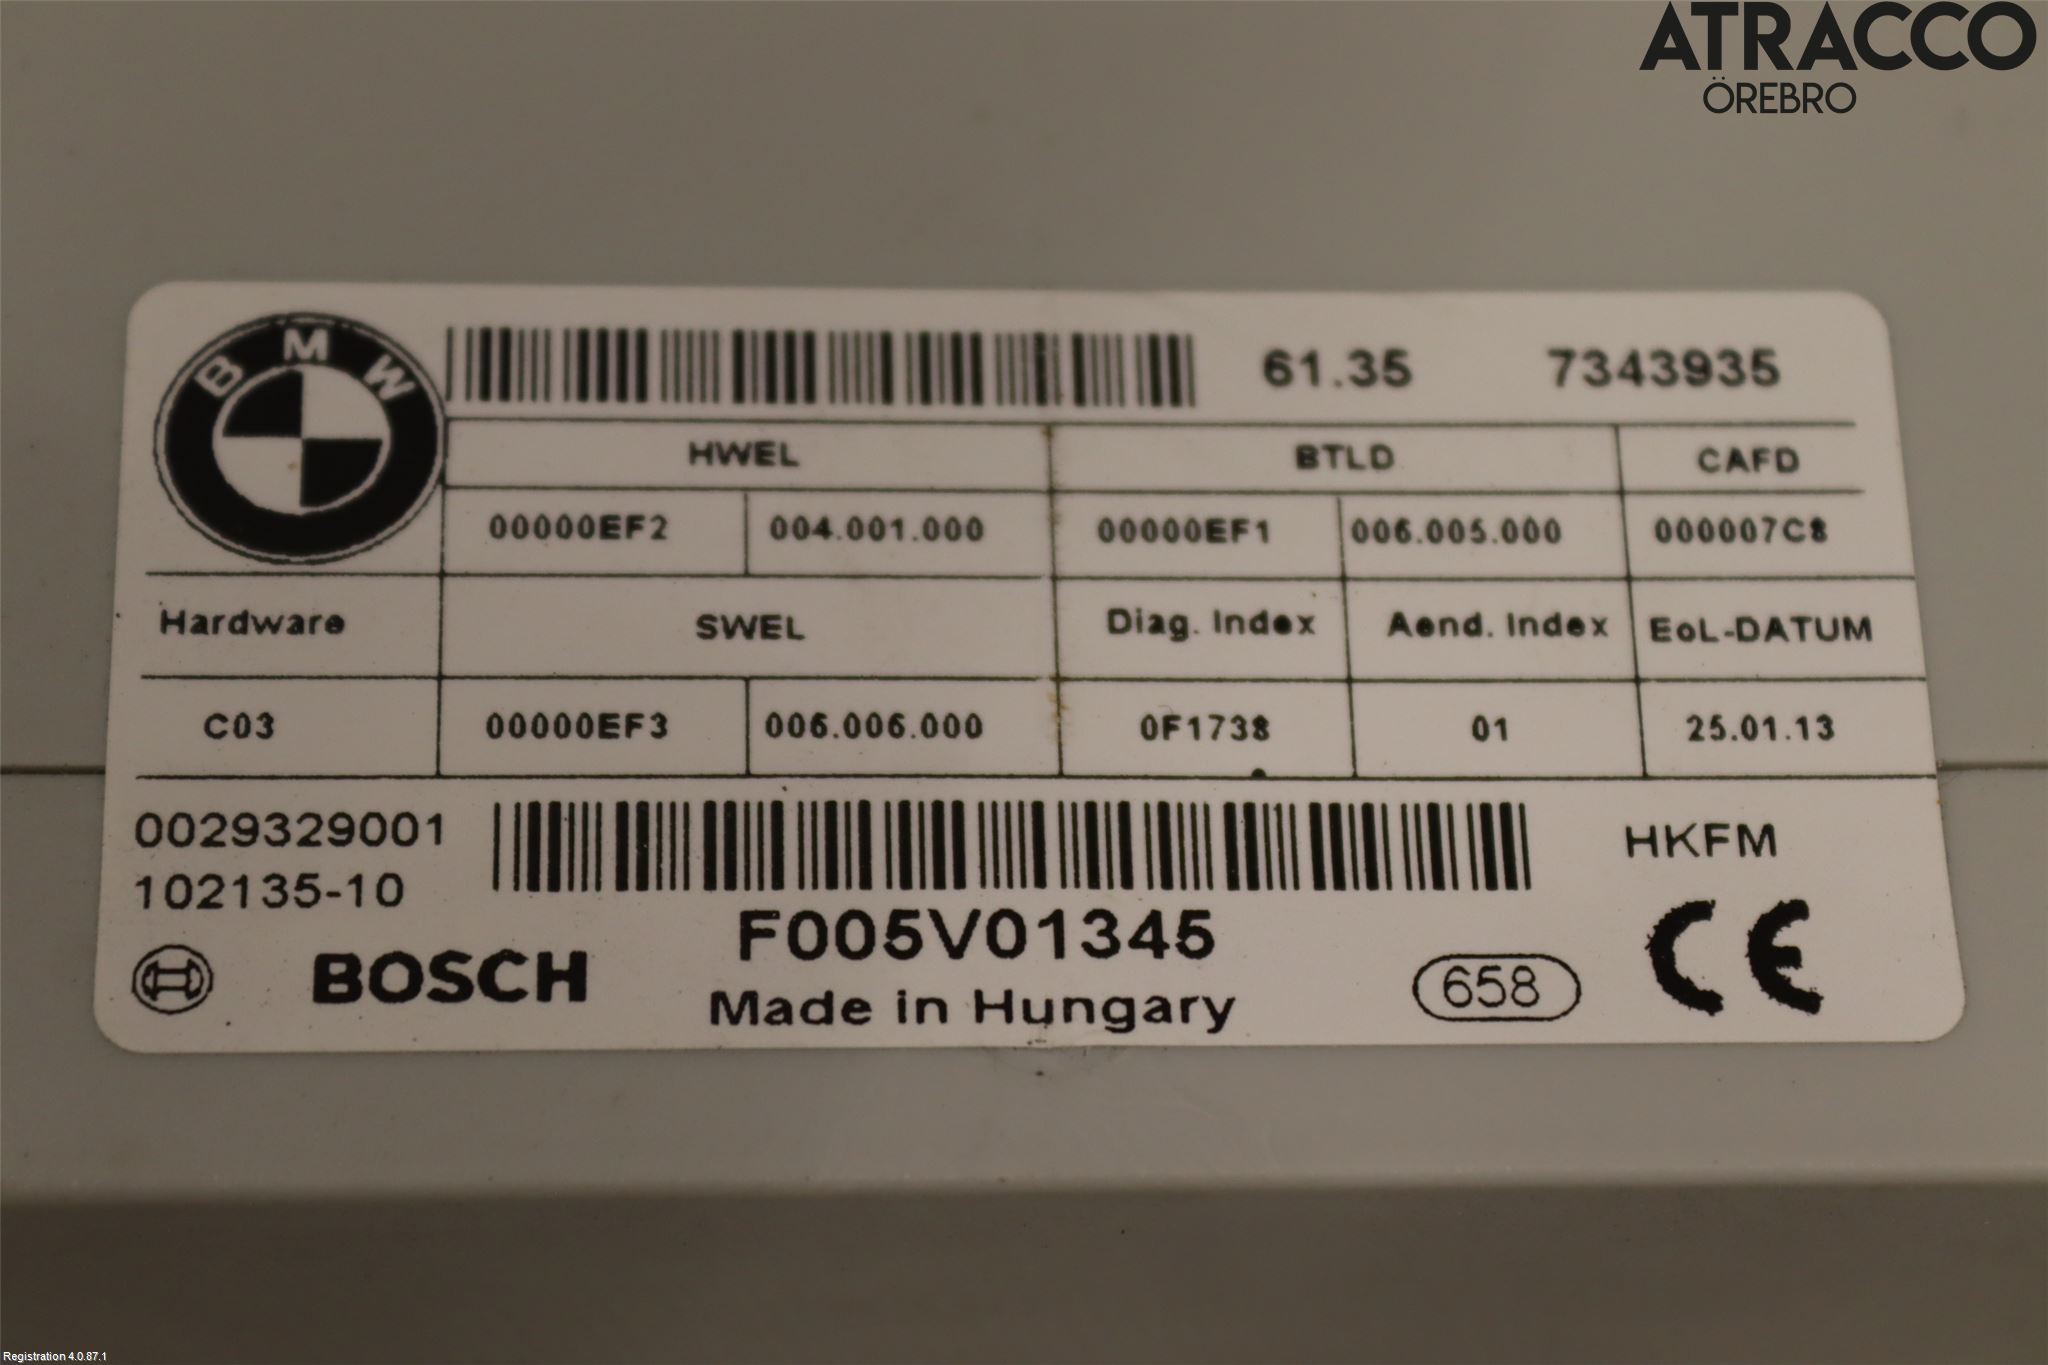 ATRACCO
ÖREBRO
BMW
61.35 7343935
HWEL BTLD CAFD
00000EF2 004.001.000 00000EF1 006.005.000 000007C8
Hardware SWEL Diag. Index Aend. Index EoL-DATUM
C03 00000EF3 006.006.000 0F1738 01 25.01.13
0029329001 HKFM
102135-10
F005V01345
BOSCH Made in Hungary 658 CE
Registration 4.0.87.1